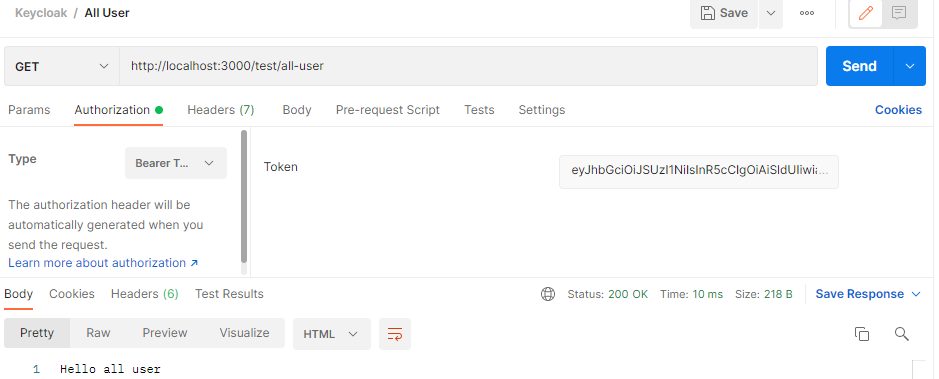 Keycloak / All User
Save
GET
http://localhost:3000/test/all-user
Send
Params Authorization Headers (7) Body Pre-request Script Tests Settings Cookies
Type
Bearer T...
Token
eyJhbGciOiJSUzI1NiIsInR5cCIgOiAiSldUIiwia...
The authorization header will be
automatically generated when you
send the request.
Learn more about authorization ↗
Body Cookies Headers (6) Test Results
Status: 200 OK Time: 10 ms Size: 218 B Save Response
Pretty Raw Preview Visualize HTML
1 Hello all user